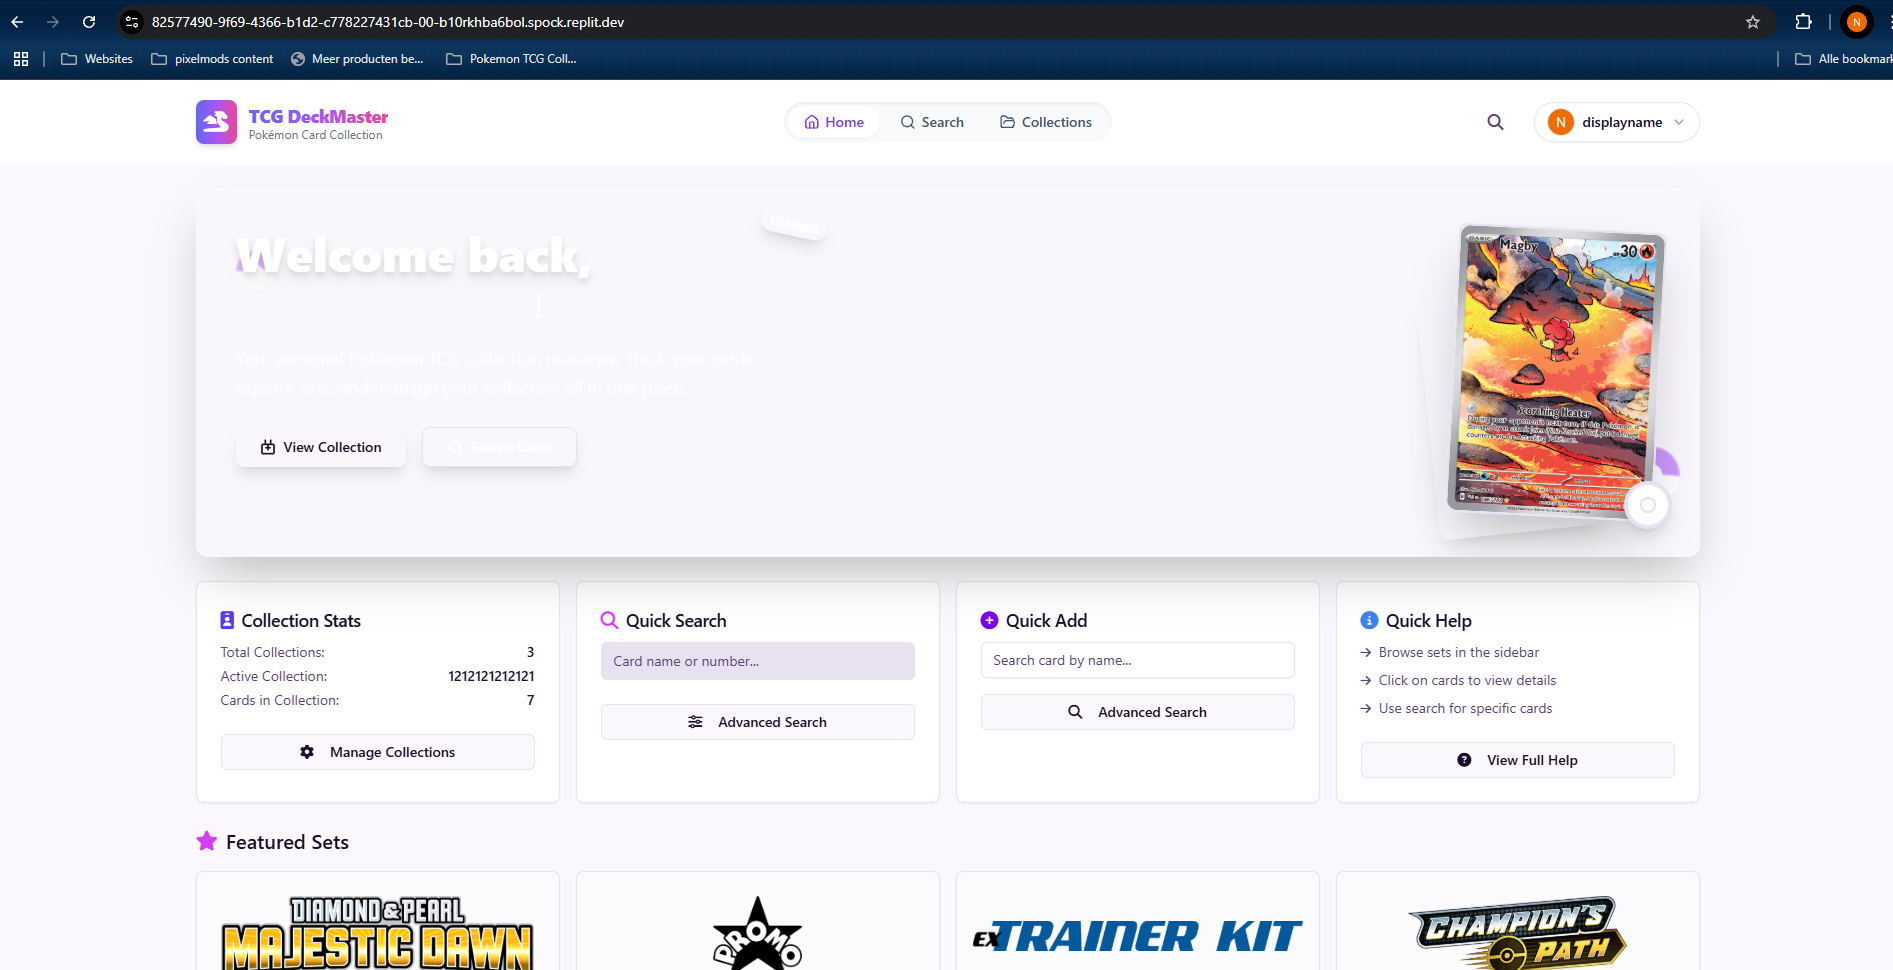 82577490-9f69-4366-b1d2-c778227431cb-00-b10rkhba6bol.spock.replit.dev
N
Websites
pixelmods content
Meer producten be...
Pokemon TCG Coll...
Alle bookmark
TCG DeckMaster
Pokémon Card Collection
Home
Search
Collections
N
displayname
Welcome back,
!
TRAINER
Your personal Pokémon TCG collection manager. Track your cards,
explore sets, and manage your collection all in one place.
View Collection
Search Cards
BASIC
Magby
30
Scorching Heater
Collection Stats
Total Collections:
3
Active Collection:
1212121212121
Cards in Collection:
7
Manage Collections
Quick Search
Card name or number...
Advanced Search
Quick Add
Search card by name...
Advanced Search
Quick Help
Browse sets in the sidebar
Click on cards to view details
Use search for specific cards
View Full Help
Featured Sets
DIAMOND & PEARL
MAJESTIC DAWN
PROMO
EX TRAINER KIT
CHAMPION'S
PATH